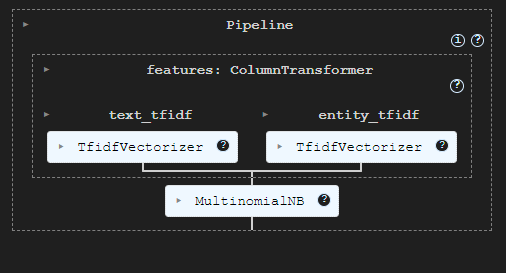 Pipeline
i ?
features: ColumnTransformer
?
text_tfidf entity_tfidf
TfidfVectorizer ? TfidfVectorizer ?
MultinomialNB ?